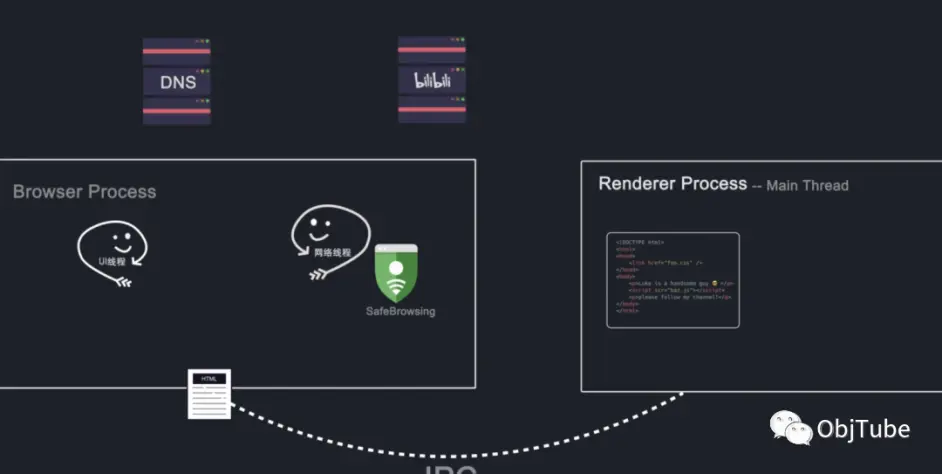 DNS
bilibili
Browser Process
Renderer Process -- Main Thread
UI线程
网络线程
SafeBrowsing
<!DOCTYPE html>
<html>
<head>
<link href="foo.css" />
</head>
<body>
<p>Luke is a handsome guy 😎 </p>
<script src="baz.js"></script>
<p>please follow my channel?</p>
</body>
</html>
HTML
ObjTube
IPC